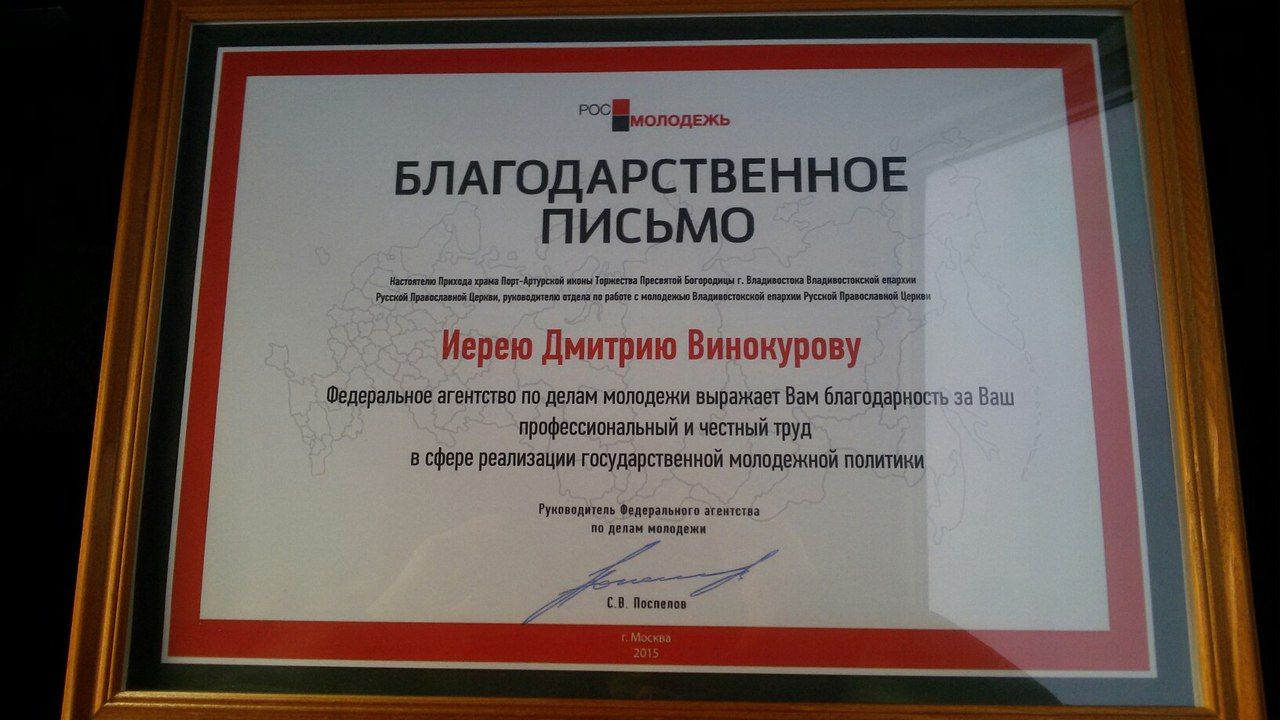 РОС
МОЛОДЕЖЬ
БЛАГОДАРСТВЕННОЕ
ПИСЬМО
Настоятелю Прихода храма Порт-Артурской иконы Торжества Пресвятой Богородицы г. Владивостока Владивостокской епархии
Русской Православной Церкви, руководителю отдела по работе с молодежью Владивостокской епархии Русской Православной Церкви
Иерею Дмитрию Винокурову
Федеральное агентство по делам молодежи выражает Вам благодарность за Ваш
профессиональный и честный труд
в сфере реализации государственной молодежной политики
Руководитель Федерального агентства
по делам молодежи
С.В. Поспелов
г. Москва
2015